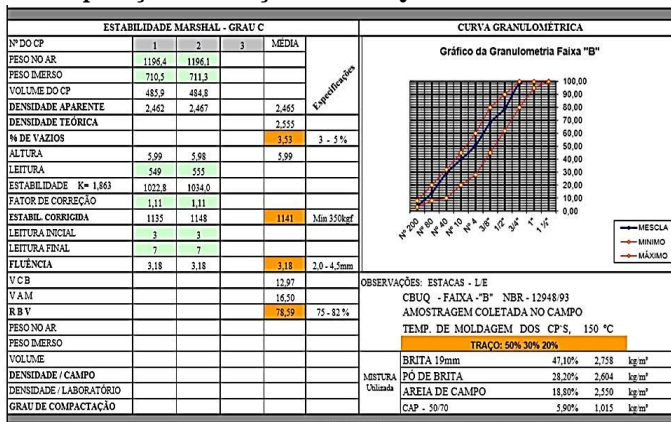 ESTABILIDADE MARSHAL - GRAU C
Nº DO CP 1 2 3 MÉDIA Especificações
PESO NO AR 1196,4 1196,1
PESO IMERSO 710,5 711,3
VOLUME DO CP 485,9 484,8
DENSIDADE APARENTE 2,462 2,467 2,465
DENSIDADE TEÓRICA 2,555
% DE VAZIOS 3,53 3 - 5 %
ALTURA 5,99 5,98 5,99
LEITURA 549 555
ESTABILIDADE K= 1,863 1022,8 1034,0
FATOR DE CORREÇÃO 1,11 1,11
ESTABIL. CORRIGIDA 1135 1148 1141 Min 350kgf
LEITURA INICIAL 3 3
LEITURA FINAL 7 7
FLUÊNCIA 3,18 3,18 3,18 2,0 - 4,5mm
V C B 12,97
V A M 16,50
R B V 78,59 75 - 82 %
PESO NO AR
PESO IMERSO
VOLUME
DENSIDADE / CAMPO
DENSIDADE / LABORATÓRIO
GRAU DE COMPACTAÇÃO
CURVA GRANULOMÉTRICA
Gráfico da Granulometria Faixa "B"
100,00
90,00
80,00
70,00
60,00
50,00
40,00
30,00
20,00
10,00
0,00
Nº 200 Nº 80 Nº 40 Nº 10 Nº 4 3/8" 1/2" 3/4" 1" 1 ½"
MESCLA
MINIMO
MÁXIMO
OBSERVAÇÕES: ESTACAS - L/E
CBUQ - FAIXA -"B" NBR - 12948/93
AMOSTRAGEM COLETADA NO CAMPO
TEMP. DE MOLDAGEM DOS CP'S, 150 °C
TRAÇO: 50% 30% 20%
MISTURA Utilizada
BRITA 19mm 47,10% 2,758 kg/m³
PÓ DE BRITA 28,20% 2,604 kg/m³
AREIA DE CAMPO 18,80% 2,550 kg/m³
CAP - 50/70 5,90% 1,015 kg/m³